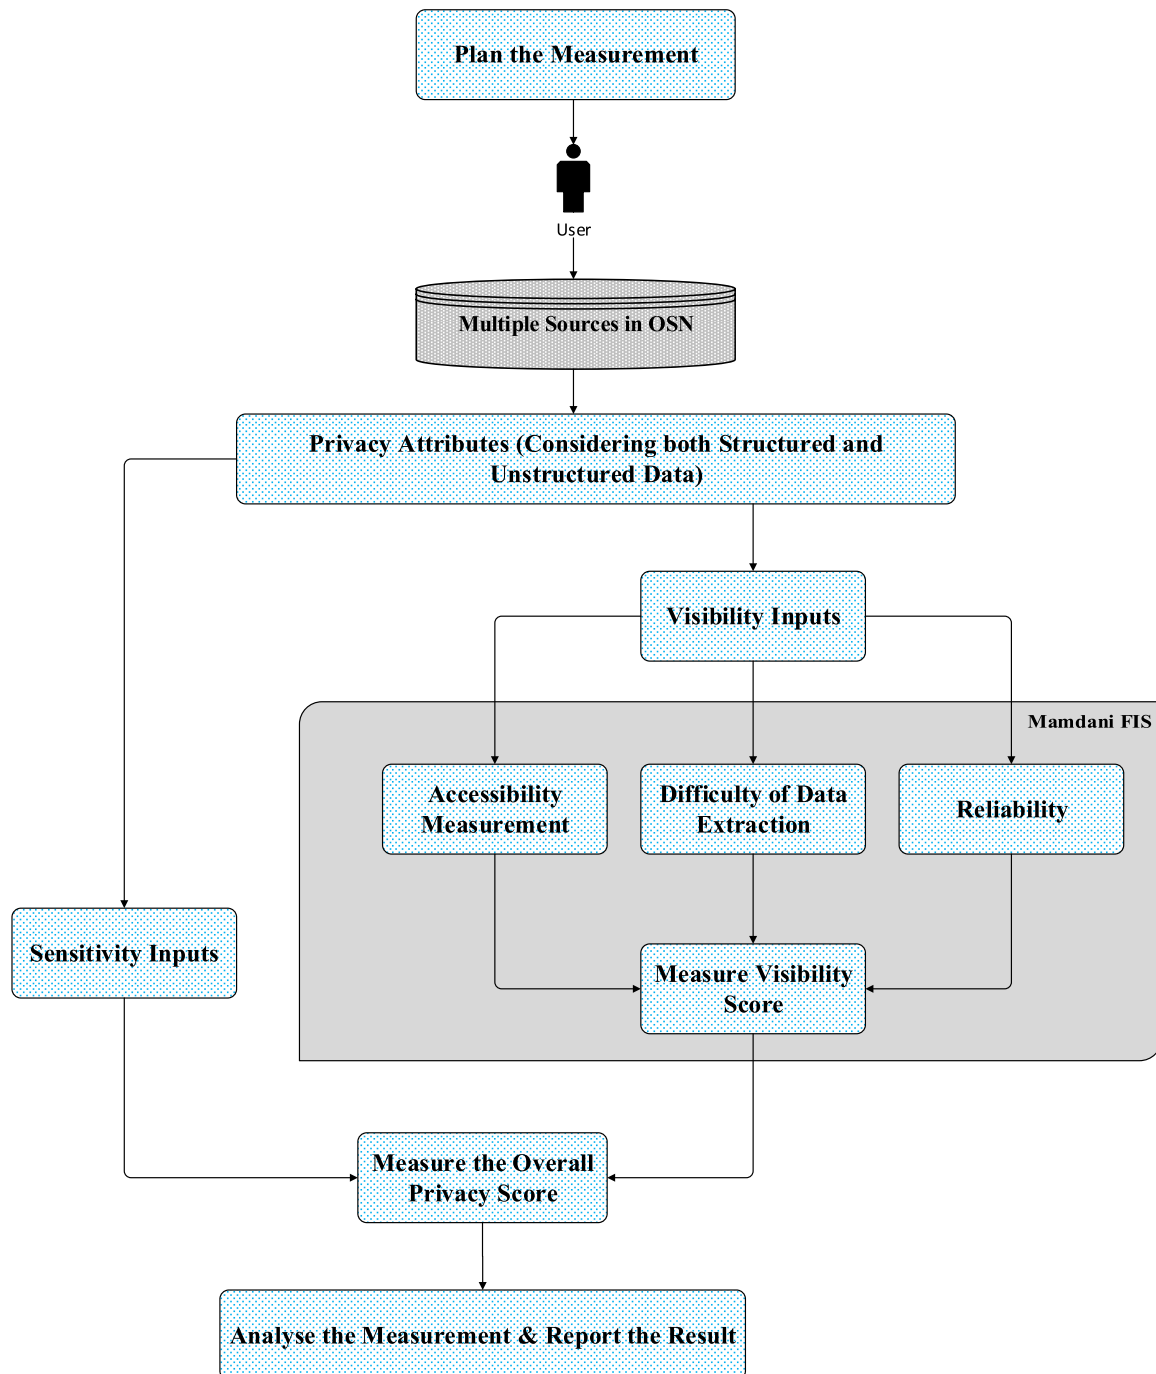 Plan the Measurement
User
Multiple Sources in OSN
Privacy Attributes (Considering both Structured and
Unstructured Data)
Visibility Inputs
Mamdani FIS
Accessibility
Measurement
Difficulty of Data
Extraction
Reliability
Sensitivity Inputs
Measure Visibility
Score
Measure the Overall
Privacy Score
Analyse the Measurement & Report the Result